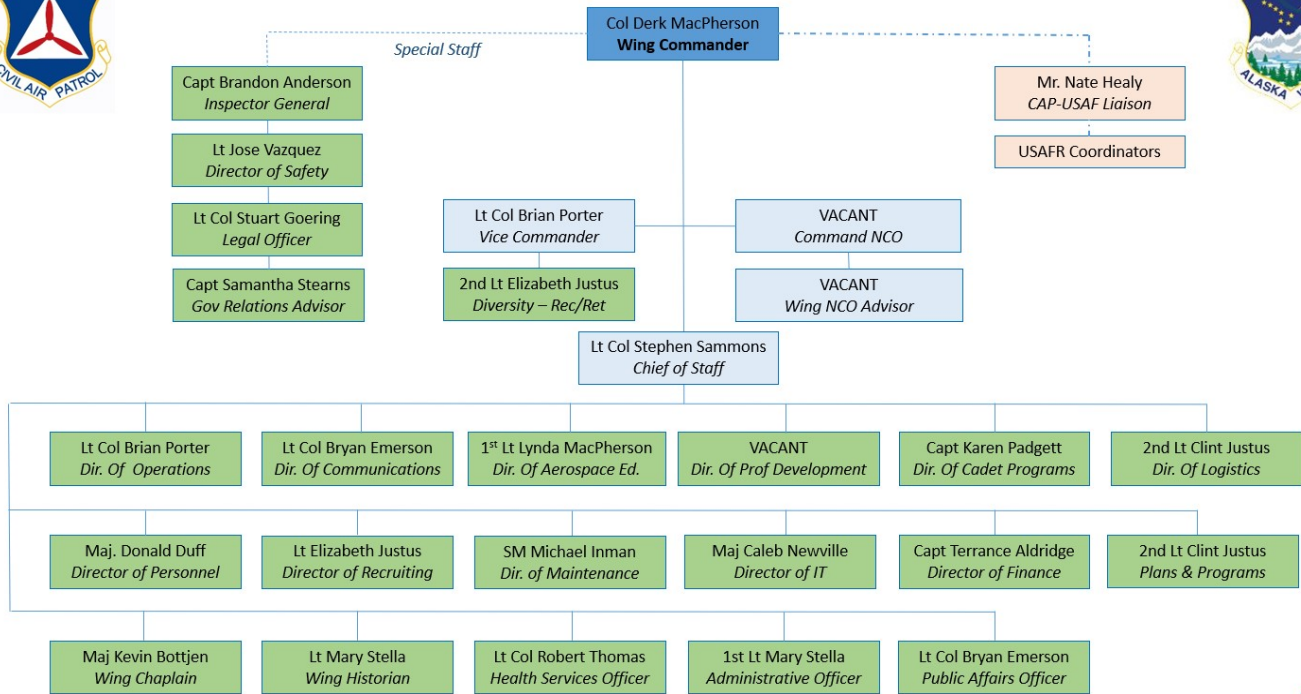 Col Derk MacPherson
Wing Commander
Special Staff
CIVIL AIR PATROL
ALASKA
Capt Brandon Anderson
Inspector General
Mr. Nate Healy
CAP-USAF Liaison
Lt Jose Vazquez
Director of Safety
USAFR Coordinators
Lt Col Stuart Goering
Legal Officer
Lt Col Brian Porter
Vice Commander
VACANT
Command NCO
Capt Samantha Stearns
Gov Relations Advisor
2nd Lt Elizabeth Justus
Diversity – Rec/Ret
VACANT
Wing NCO Advisor
Lt Col Stephen Sammons
Chief of Staff
Lt Col Brian Porter
Dir. Of Operations
Lt Col Bryan Emerson
Dir. Of Communications
1st Lt Lynda MacPherson
Dir. Of Aerospace Ed.
VACANT
Dir. Of Prof Development
Capt Karen Padgett
Dir. Of Cadet Programs
2nd Lt Clint Justus
Dir. Of Logistics
Maj. Donald Duff
Director of Personnel
Lt Elizabeth Justus
Director of Recruiting
SM Michael Inman
Dir. of Maintenance
Maj Caleb Newville
Director of IT
Capt Terrance Aldridge
Director of Finance
2nd Lt Clint Justus
Plans & Programs
Maj Kevin Bottjen
Wing Chaplain
Lt Mary Stella
Wing Historian
Lt Col Robert Thomas
Health Services Officer
1st Lt Mary Stella
Administrative Officer
Lt Col Bryan Emerson
Public Affairs Officer